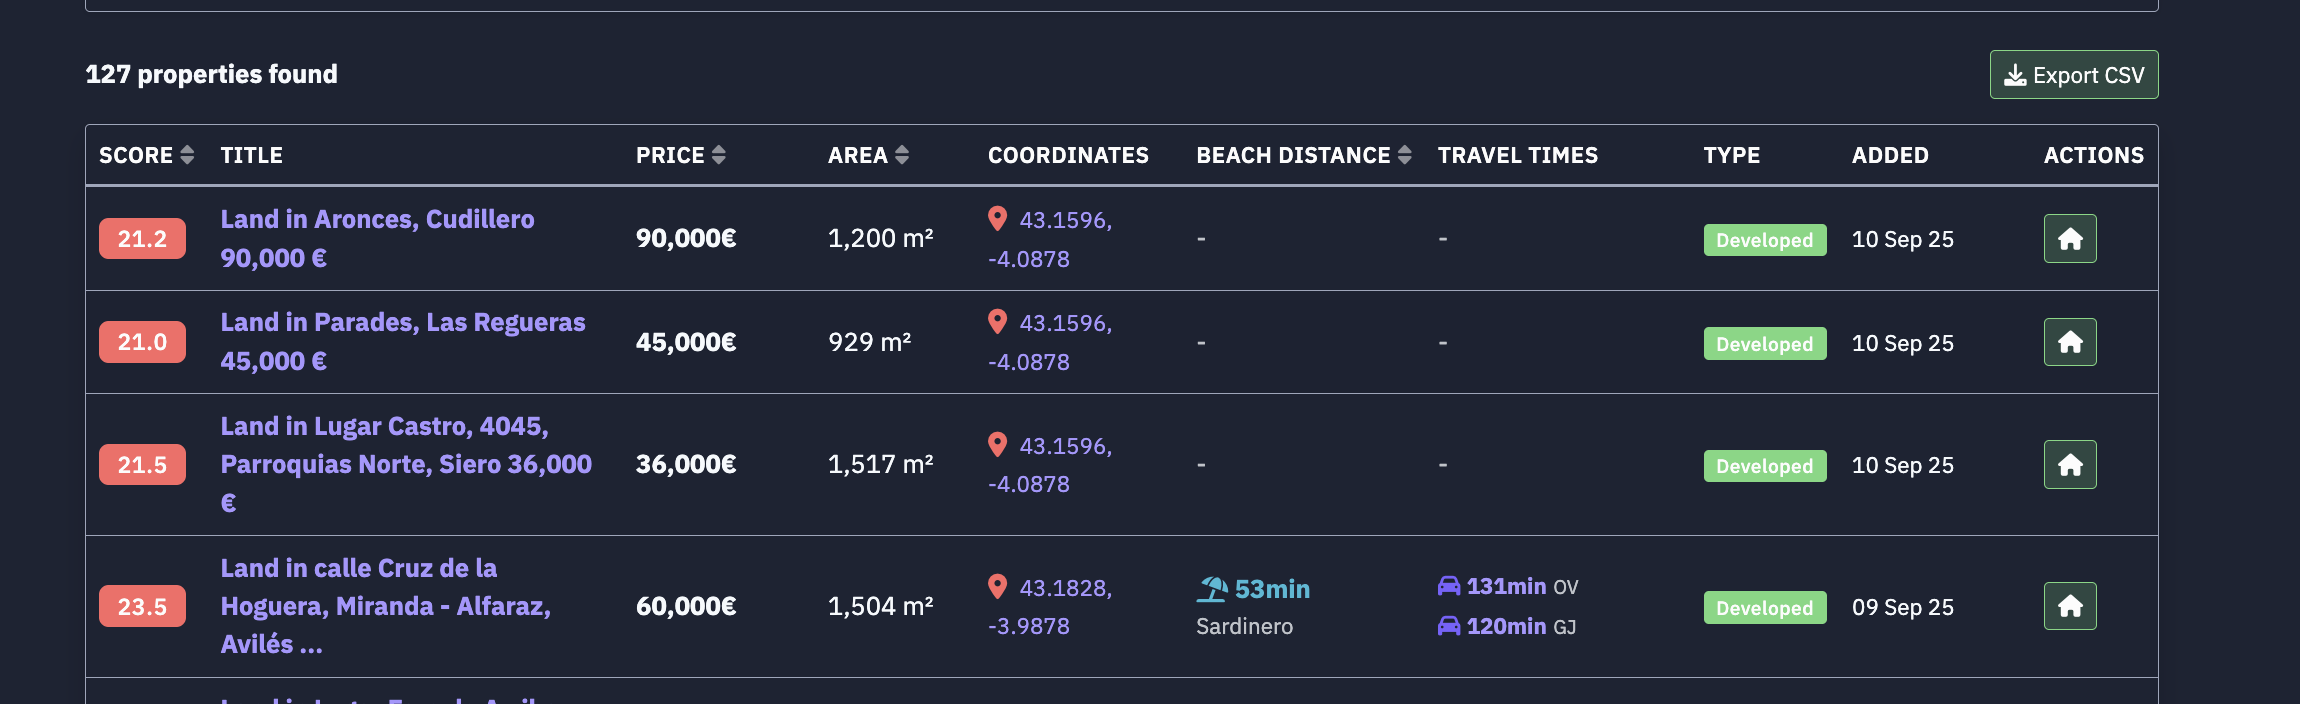 127 properties found
Export CSV
SCORE TITLE PRICE AREA COORDINATES BEACH DISTANCE TRAVEL TIMES TYPE ADDED ACTIONS
21.2
Land in Aronces, Cudillero
90,000 €
90,000€
1,200 m²
43.1596,
-4.0878
-
-
Developed
10 Sep 25
21.0
Land in Parades, Las Regueras
45,000 €
45,000€
929 m²
43.1596,
-4.0878
-
-
Developed
10 Sep 25
21.5
Land in Lugar Castro, 4045,
Parroquias Norte, Siero 36,000
€
36,000€
1,517 m²
43.1596,
-4.0878
-
-
Developed
10 Sep 25
23.5
Land in calle Cruz de la
Hoguera, Miranda - Alfaraz,
Avilés ...
60,000€
1,504 m²
43.1828,
-3.9878
53min
Sardinero
131min OV
120min GJ
Developed
09 Sep 25